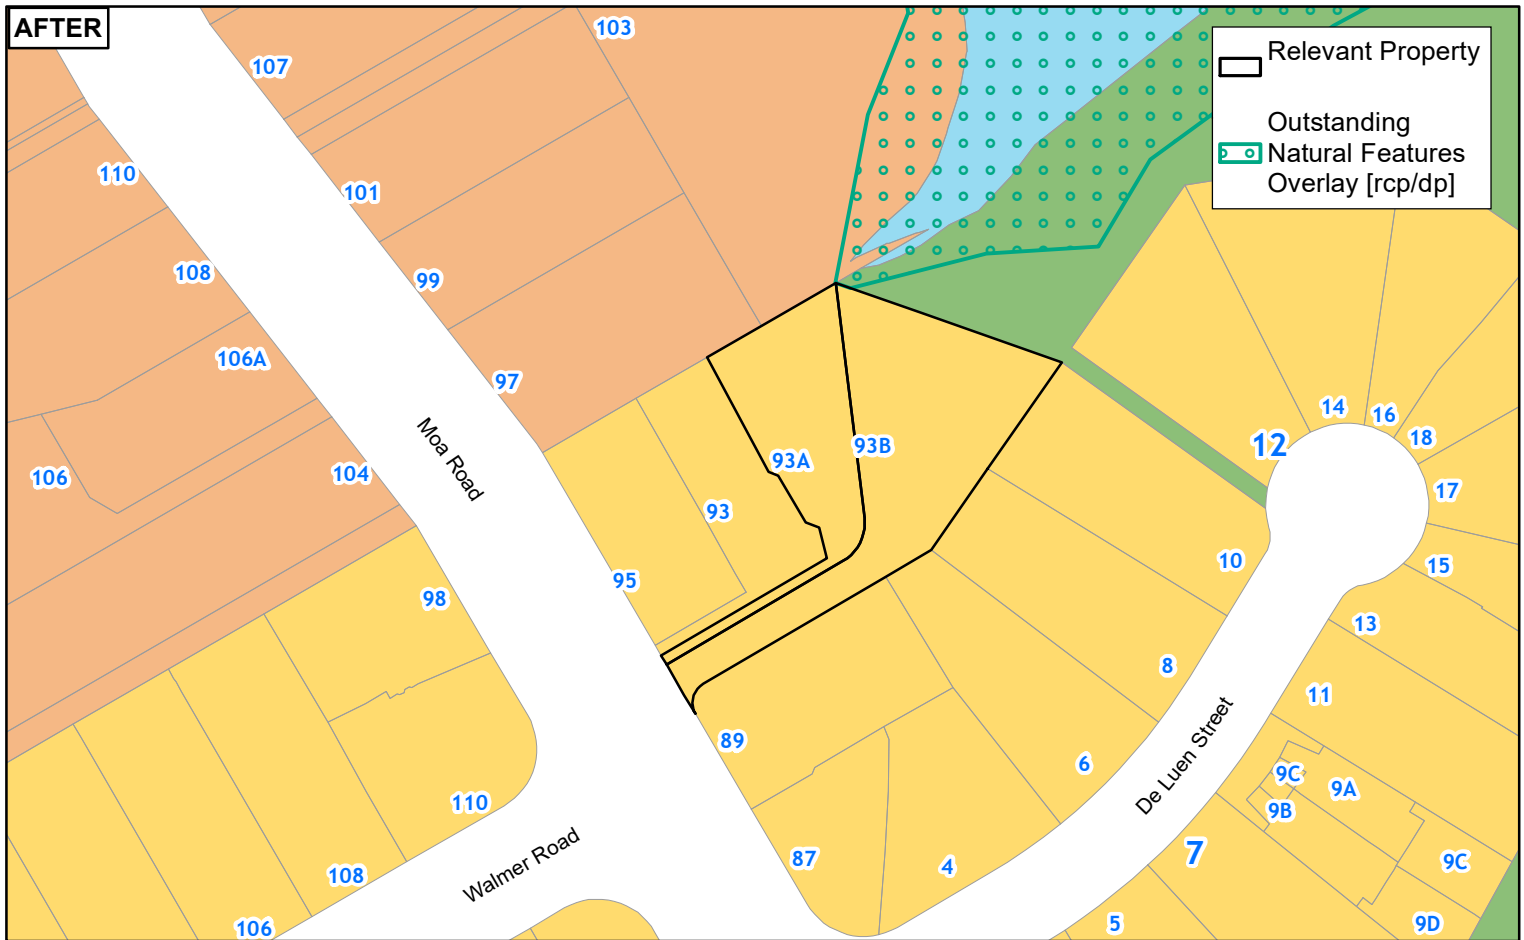 AFTER
Relevant Property
Outstanding
Natural Features
Overlay [rcp/dp]
103
107
110
101
108
99
106A
97
106
104
Moa Road
93A
93B
93
95
98
89
110
108
106
Walmer Road
87
4
6
8
10
12
14
16
18
17
15
13
11
De Luen Street
9C
9A
9B
7
9C
9D
5